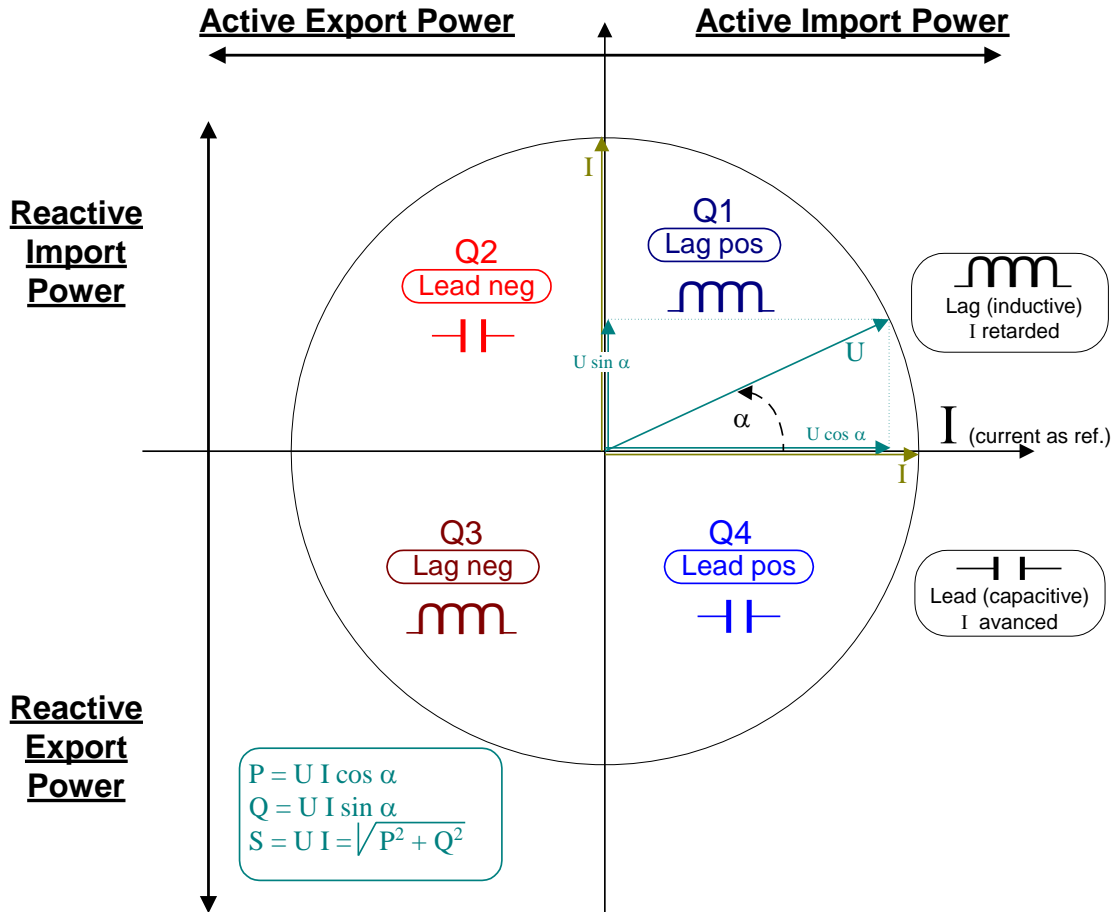 Active Export Power
Active Import Power
Reactive
Import
Power
I
Q1
Lag pos
Q2
Lead neg
Lag (inductive)
I retarded
U sin α
U
α
U cos α
I (current as ref.)
I
Q3
Lag neg
Q4
Lead pos
Lead (capacitive)
I avanced
Reactive
Export
Power
P = U I cos α
Q = U I sin α
S = U I = √P² + Q²